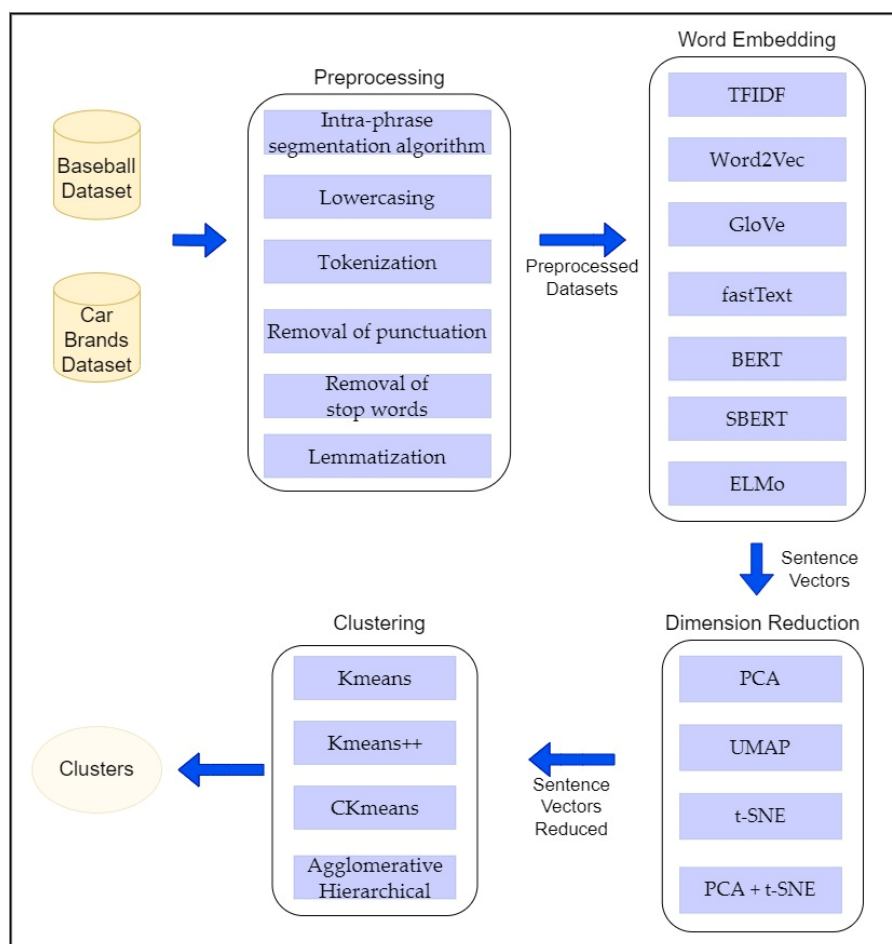 Baseball
Dataset
Car
Brands
Dataset
Preprocessing
Intra-phrase
segmentation algorithm
Lowercasing
Tokenization
Removal of punctuation
Removal of
stop words
Lemmatization
Preprocessed
Datasets
Word Embedding
TFIDF
Word2Vec
GloVe
fastText
BERT
SBERT
ELMo
Sentence
Vectors
Dimension Reduction
PCA
UMAP
t-SNE
PCA + t-SNE
Sentence
Vectors
Reduced
Clustering
Kmeans
Kmeans++
CKmeans
Agglomerative
Hierarchical
Clusters